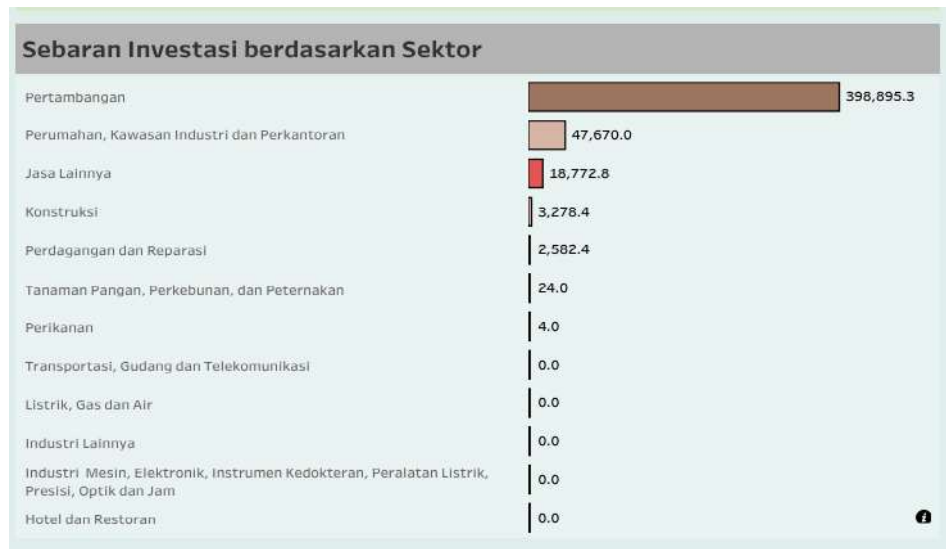 Sebaran Investasi berdasarkan Sektor
Pertambangan 398,895.3
Perumahan, Kawasan Industri dan Perkantoran 47,670.0
Jasa Lainnya 18,772.8
Konstruksi 3,278.4
Perdagangan dan Reparasi 2,582.4
Tanaman Pangan, Perkebunan, dan Peternakan 24.0
Perikanan 4.0
Transportasi, Gudang dan Telekomunikasi 0.0
Listrik, Gas dan Air 0.0
Industri Lainnya 0.0
Industri Mesin, Elektronik, Instrumen Kedokteran, Peralatan Listrik,
Presisi, Optik dan Jam 0.0
Hotel dan Restoran 0.0